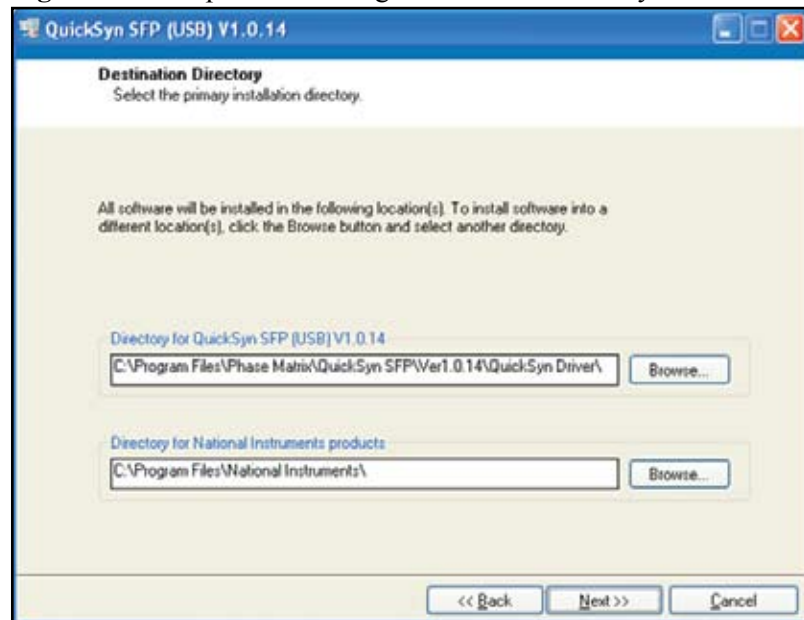 QuickSyn SFP (USB) V1.0.14
Destination Directory
Select the primary installation directory.
All software will be installed in the following location(s). To install software into a
different location(s), click the Browse button and select another directory.
Directory for QuickSyn SFP (USB) V1.0.14
C:\Program Files\Phase Matrix\QuickSyn SFP\Ver1.0.14\QuickSyn Driver\
Browse...
Directory for National Instruments products
C:\Program Files\National Instruments\
Browse...
<< Back
Next >>
Cancel